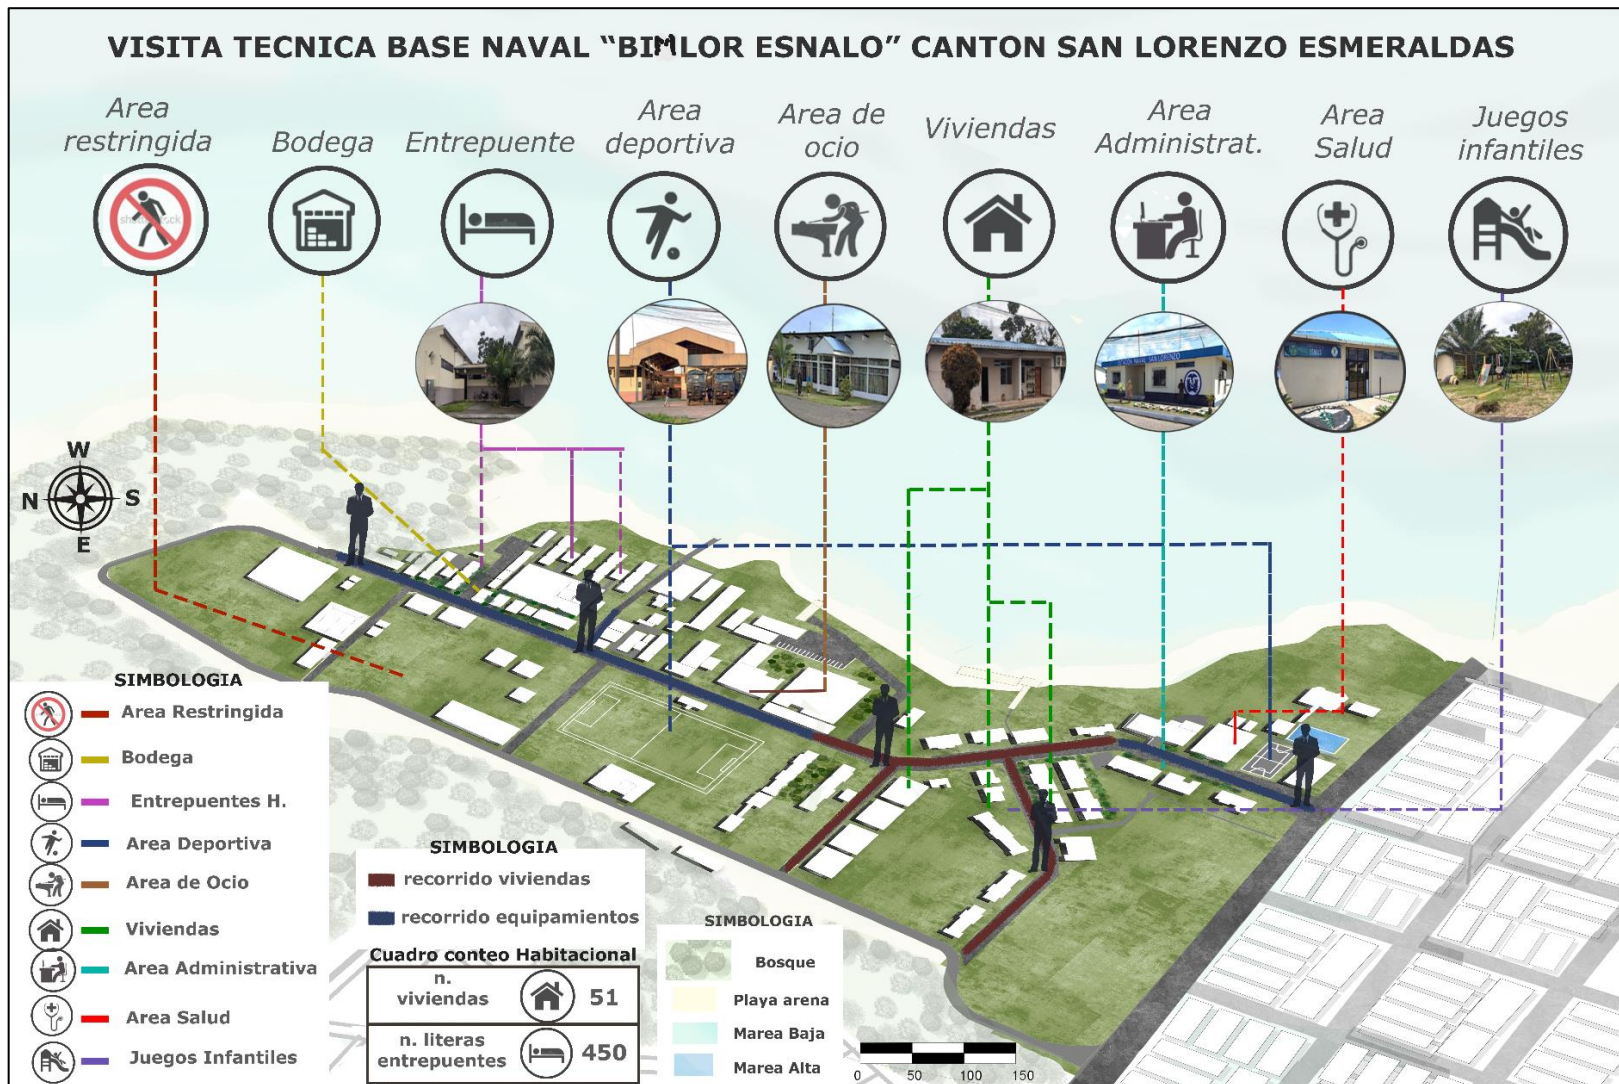 VISITA TECNICA BASE NAVAL “BIMLOR ESNALO” CANTON SAN LORENZO ESMERALDAS
Area
restringida
Bodega
Entrepuente
Area
deportiva
Area de
ocio
Viviendas
Area
Administrat.
Area
Salud
Juegos
infantiles
W
N
S
E
SIMBOLOGIA
Area Restringida
Bodega
Entrepuentes H.
Area Deportiva
Area de Ocio
Viviendas
Area Administrativa
Area Salud
Juegos Infantiles
SIMBOLOGIA
recorrido viviendas
recorrido equipamientos
Cuadro conteo Habitacional
n.
viviendas
51
n. literas
entrepuentes
450
SIMBOLOGIA
Bosque
Playa arena
Marea Baja
Marea Alta
0 50 100 150